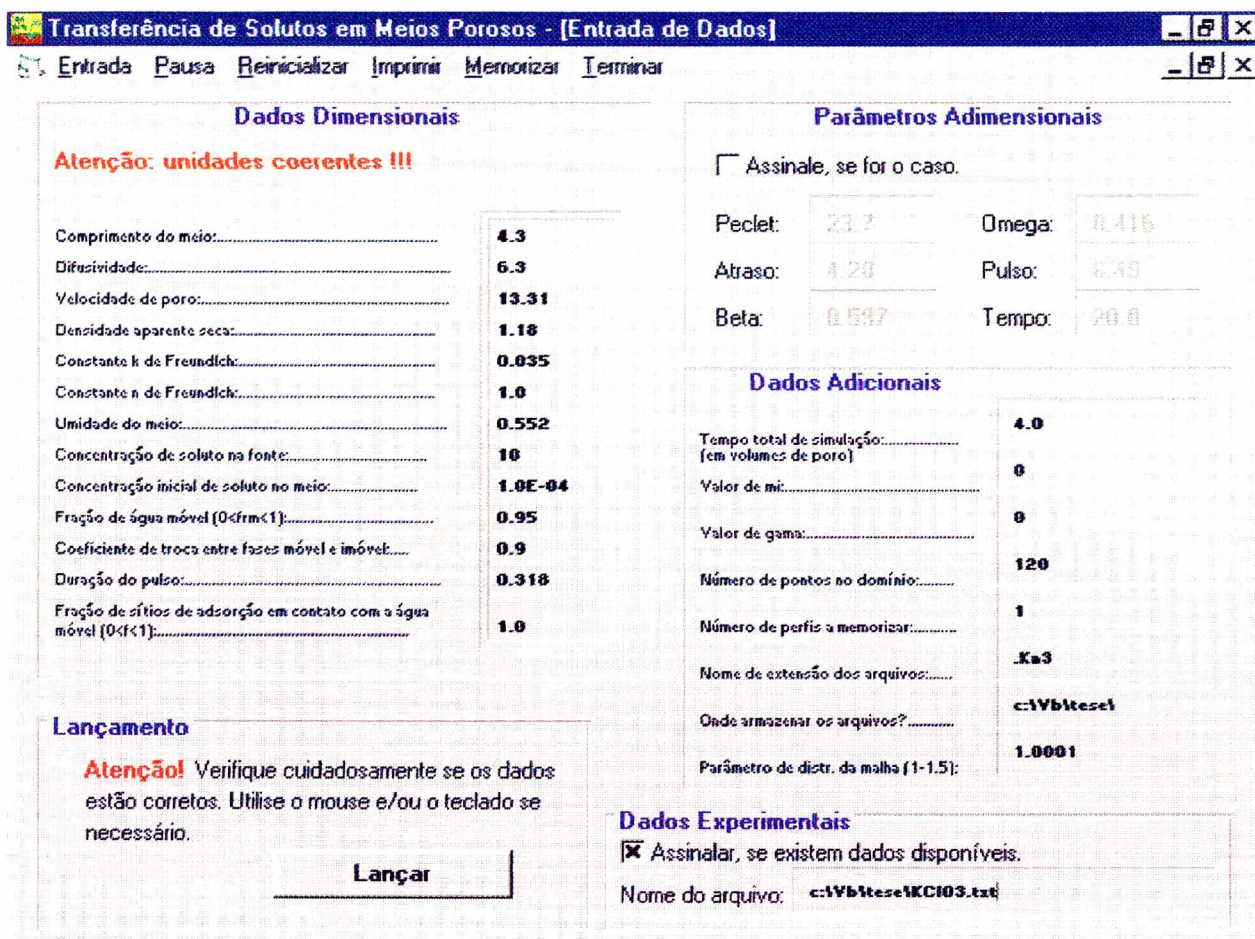 Transferência de Solutos em Meios Porosos - [Entrada de Dados]
Entrada Pausa Reinicializar Imprimir Memorizar Terminar
Dados Dimensionais
Atenção: unidades coerentes !!!
Comprimento do meio:........ 4.3
Difusividade:........ 6.3
Velocidade de poro:........ 13.31
Densidade aparente seca:........ 1.18
Constante k de Freundlch:........ 0.035
Constante n de Freundlch:........ 1.0
Umidade do meio:........ 0.552
Concentração de soluto na fonte:........ 10
Concentração inicial de soluto no meio:........ 1.0E-04
Fração de água móvel (0<frm<1):........ 0.95
Coeficiente de troca entre fases móvel e imóvel:..... 0.9
Duração do pulso:........ 0.318
Fração de sítios de adsorção em contato com a água
móvel (0<f<1):........ 1.0
Lançamento
Atenção! Verifique cuidadosamente se os dados
estão corretos. Utilise o mouse e/ou o teclado se
necessário.
Lançar
Parâmetros Adimensionais
Assinale, se for o caso.
Peclet: 23.7 Omega: 0.416
Atraso: 4.20 Pulso: 6.49
Beta: 0.597 Tempo: 20.0
Dados Adicionais
Tempo total de simulação:........ 4.0
(em volumes de poro)
Valor de mi:........ 0
Valor de gama:........ 0
Número de pontos no domínio:........ 120
Número de perfis a memorizar:........ 1
Nome de extensão dos arquivos:...... .Ka3
Onde armazenar os arquivos?........ c:\Vb\tese\
Parâmetro de distr. da malha (1-1.5): 1.0001
Dados Experimentais
Assinalar, se existem dados disponíveis.
Nome do arquivo: c:\Vb\tese\KCl03.txt